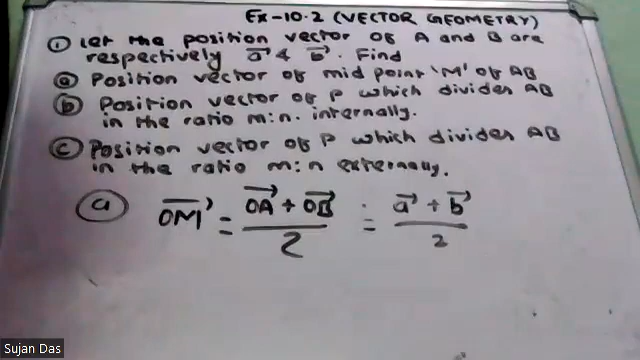 Ex-10.2 (VECTOR GEOMETRY)
① Let the position vector of A and B are
respectively a⃗ & b⃗. Find
ⓐ Position vector of mid point 'M' of AB
ⓑ Position vector of P which divides AB
in the ratio m:n. internally.
ⓒ Position vector of P which divides AB
in the ratio m:n externally.
ⓐ OM⃗ = (OA⃗ + OB⃗)/2 = (a⃗ + b⃗)/2
Sujan Das